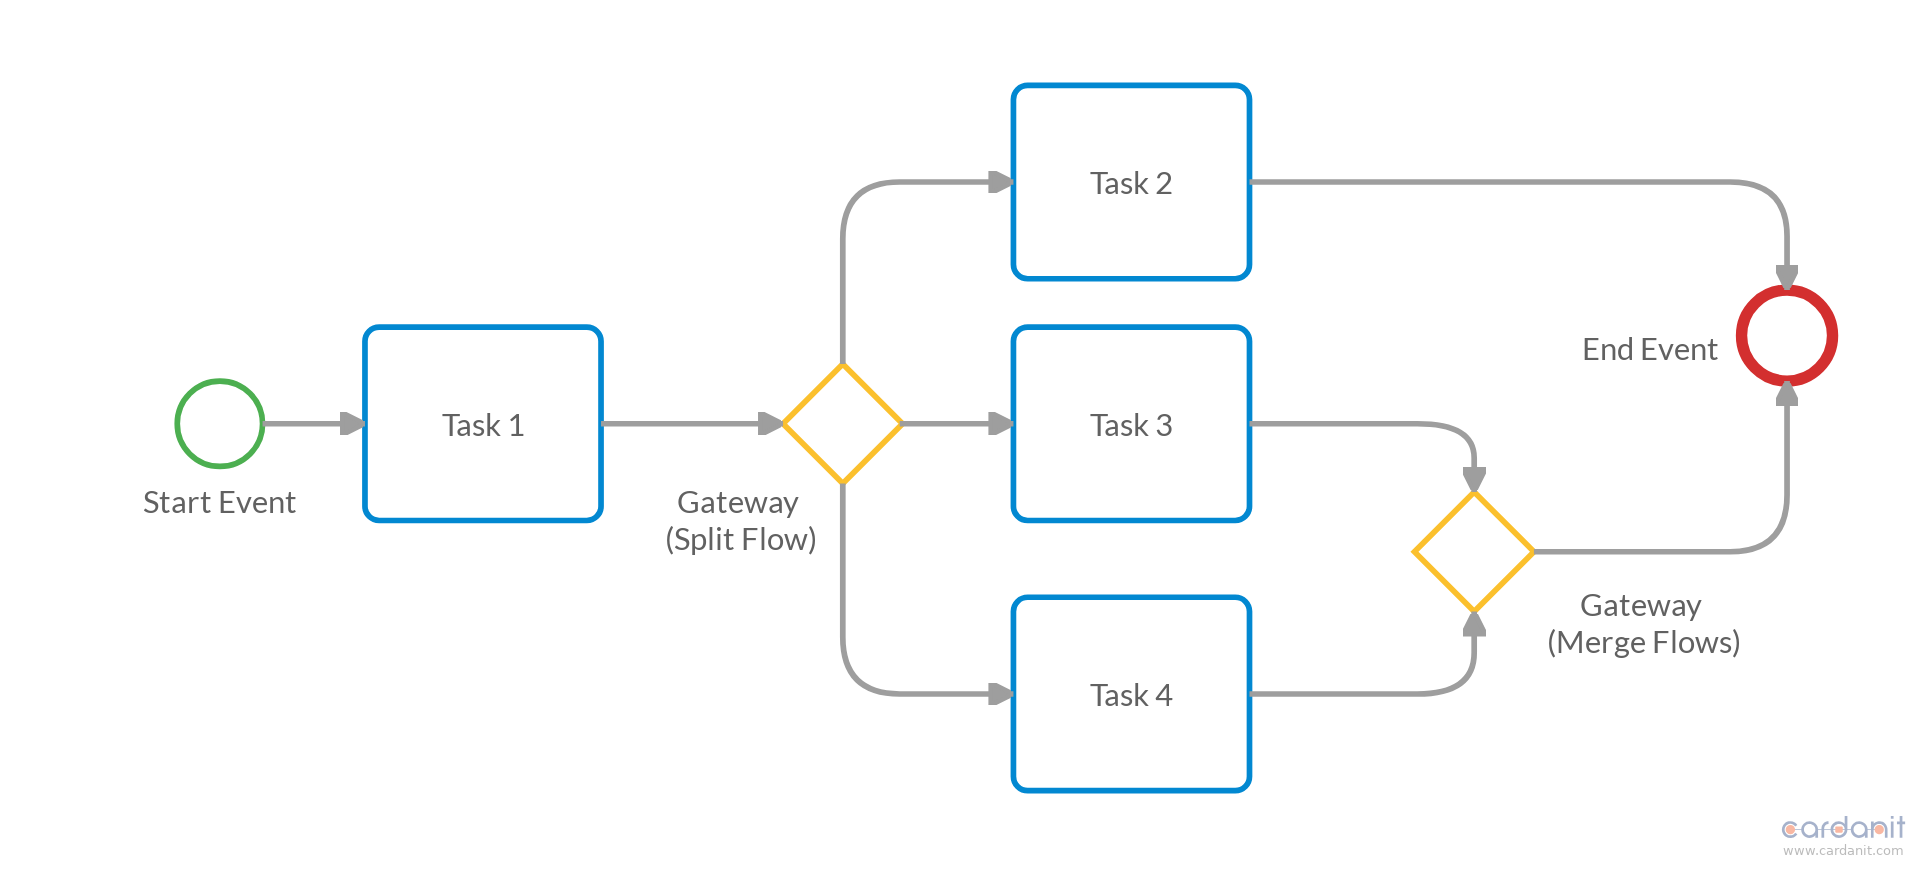 Task 2
End Event
Task 1
Task 3
Start Event
Gateway
(Split Flow)
Gateway
(Merge Flows)
Task 4
cardanit
www.cardanit.com